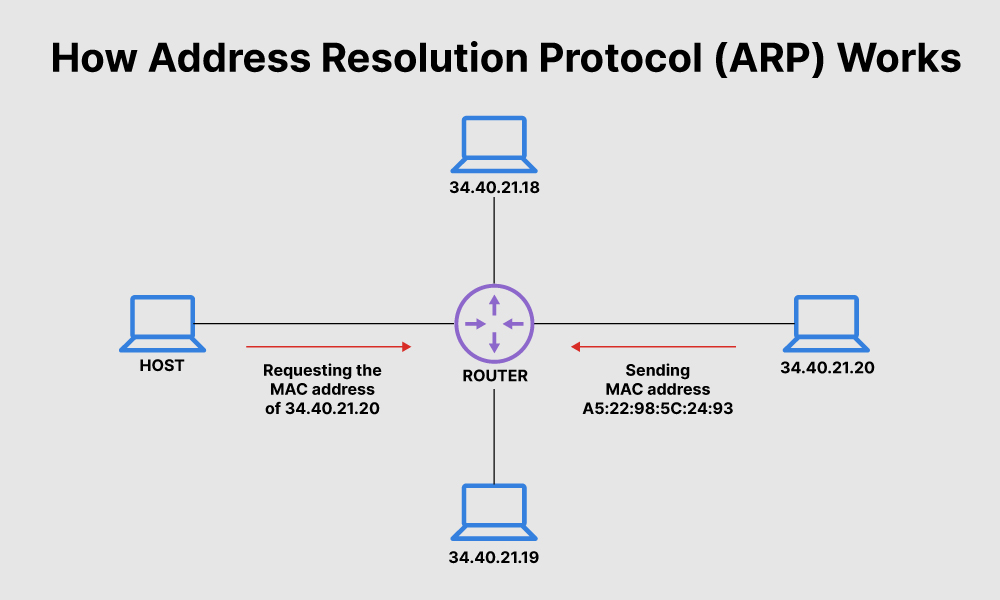 How Address Resolution Protocol (ARP) Works
34.40.21.18
HOST
Requesting the
MAC address
of 34.40.21.20
ROUTER
Sending
MAC address
A5:22:98:5C:24:93
34.40.21.20
34.40.21.19